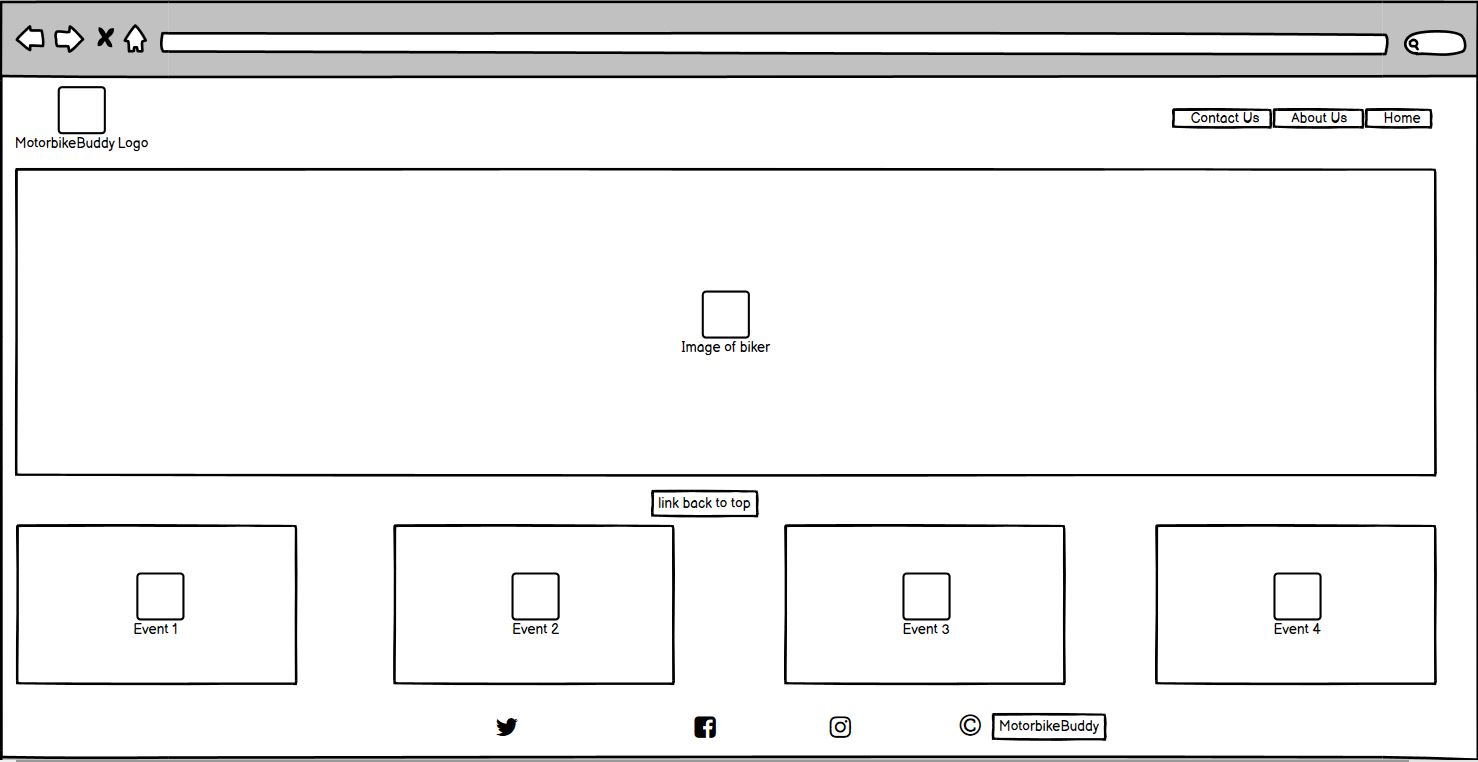 MotorbikeBuddy Logo
Contact Us
About Us
Home
Image of biker
link back to top
Event 1
Event 2
Event 3
Event 4
© MotorbikeBuddy